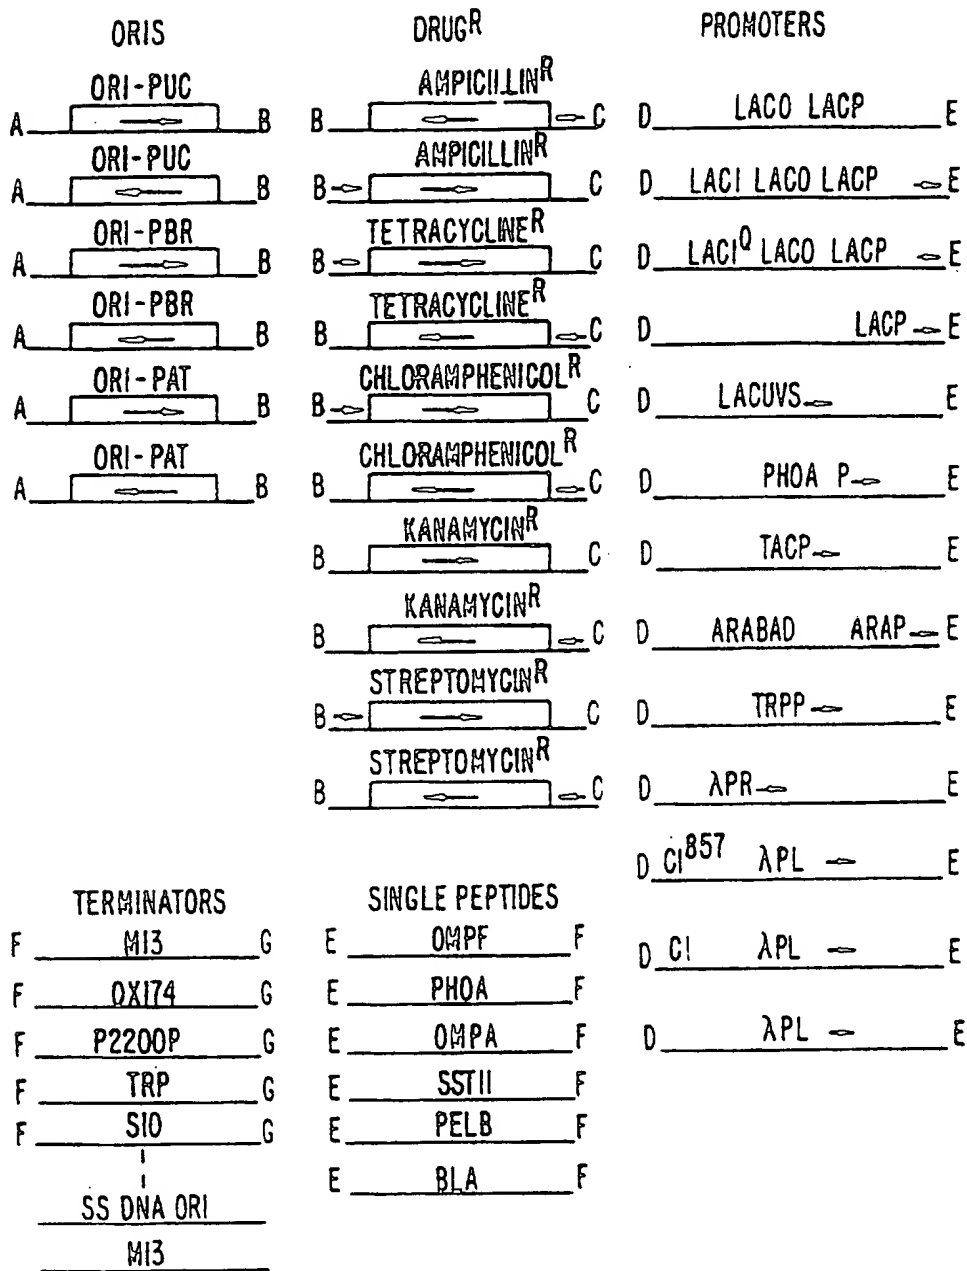 ORIS
ORI-PUC
A B
ORI-PUC
A B
ORI-PBR
A B
ORI-PBR
A B
ORI-PAT
A B
ORI-PAT
A B
DRUGR
AMPICILLINR
B C
AMPICILLINR
B C
TETRACYCLINER
B C
TETRACYCLINER
B C
CHLORAMPHENICOLR
B C
CHLORAMPHENICOLR
B C
KANAMYCINR
B C
KANAMYCINR
B C
STREPTOMYCINR
B C
STREPTOMYCINR
B C
PROMOTERS
D LACO LACP E
D LACI LACO LACP E
D LACIQ LACO LACP E
D LACP E
D LACUVS E
D PHOA P E
D TACP E
D ARABAD ARAP E
D TRPP E
D λPR E
D CI857 λPL E
D CI λPL E
D λPL E
TERMINATORS
F M13 G
F OX174 G
F P2200P G
F TRP G
F S10 G
SS DNA ORI
M13
SINGLE PEPTIDES
E OMPF F
E PHOA F
E OMPA F
E SSTII F
E PELB F
E BLA F